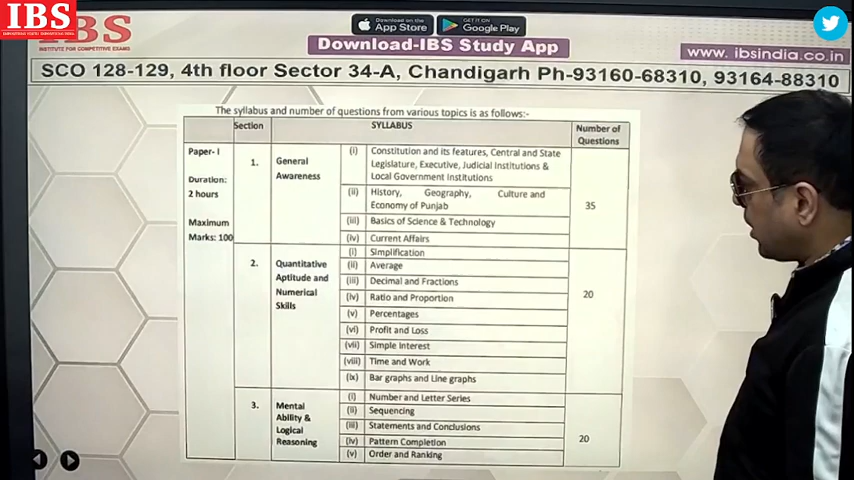 IBS
INSTITUTE FOR COMPETITIVE EXAMS
IBS
INSTITUTE FOR COMPETITIVE EXAMS
Download on the
App Store
GET IT ON
Google Play
Download-IBS Study App
www. ibsindia.co.in
SCO 128-129, 4th floor Sector 34-A, Chandigarh Ph-93160-68310, 93164-88310
The syllabus and number of questions from various topics is as follows:-
Section
SYLLABUS
Number of
Questions
Paper- I
Duration:
2 hours
Maximum
Marks: 100
1.
General
Awareness
(i) Constitution and its features, Central and State
Legislature, Executive, Judicial Institutions &
Local Government Institutions
(ii) History, Geography, Culture and
Economy of Punjab
(iii) Basics of Science & Technology
(iv) Current Affairs
35
2.
Quantitative
Aptitude and
Numerical
Skills
(i) Simplification
(ii) Average
(iii) Decimal and Fractions
(iv) Ratio and Proportion
(v) Percentages
(vi) Profit and Loss
(vii) Simple Interest
(viii) Time and Work
(ix) Bar graphs and Line graphs
20
3.
Mental
Ability &
Logical
Reasoning
(i) Number and Letter Series
(ii) Sequencing
(iii) Statements and Conclusions
(iv) Pattern Completion
(v) Order and Ranking
20